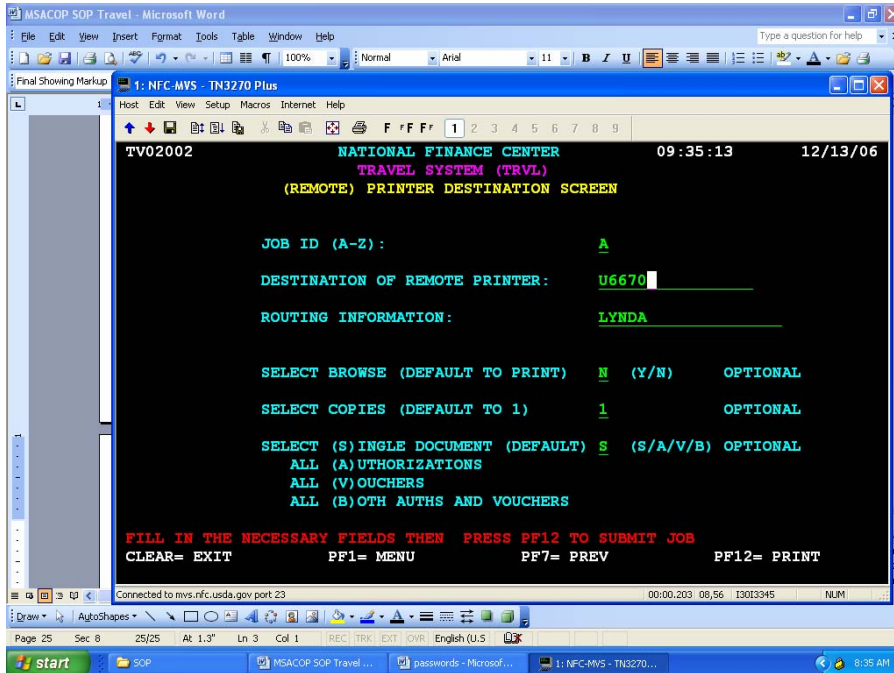 MSACOP SOP Travel - Microsoft Word
File Edit View Insert Format Tools Table Window Help Type a question for help
100% Normal Arial 11 B I U
Final Showing Markup
1: NFC-MVS - TN3270 Plus
Host Edit View Setup Macros Internet Help
1 2 3 4 5 6 7 8 9
TV02002 NATIONAL FINANCE CENTER 09:35:13 12/13/06
TRAVEL SYSTEM (TRVL)
(REMOTE) PRINTER DESTINATION SCREEN
JOB ID (A-Z): A
DESTINATION OF REMOTE PRINTER: U6670
ROUTING INFORMATION: LYNDA
SELECT BROWSE (DEFAULT TO PRINT) N (Y/N) OPTIONAL
SELECT COPIES (DEFAULT TO 1) 1 OPTIONAL
SELECT (S)INGLE DOCUMENT (DEFAULT) S (S/A/V/B) OPTIONAL
ALL (A)UTHORIZATIONS
ALL (V)OUCHERS
ALL (B)OTH AUTHS AND VOUCHERS
FILL IN THE NECESSARY FIELDS THEN PRESS PF12 TO SUBMIT JOB
CLEAR= EXIT PF1= MENU PF7= PREV PF12= PRINT
Connected to mvs.nfc.usda.gov port 23 00:00.203 08,56 I30I3345 NUM
Draw AutoShapes
Page 25 Sec 8 25/25 At 1.3" Ln 3 Col 1 REC TRK EXT OVR English (U.S
start SOP MSACOP SOP Travel ... passwords - Microsof... 1: NFC-MVS - TN3270... 8:35 AM